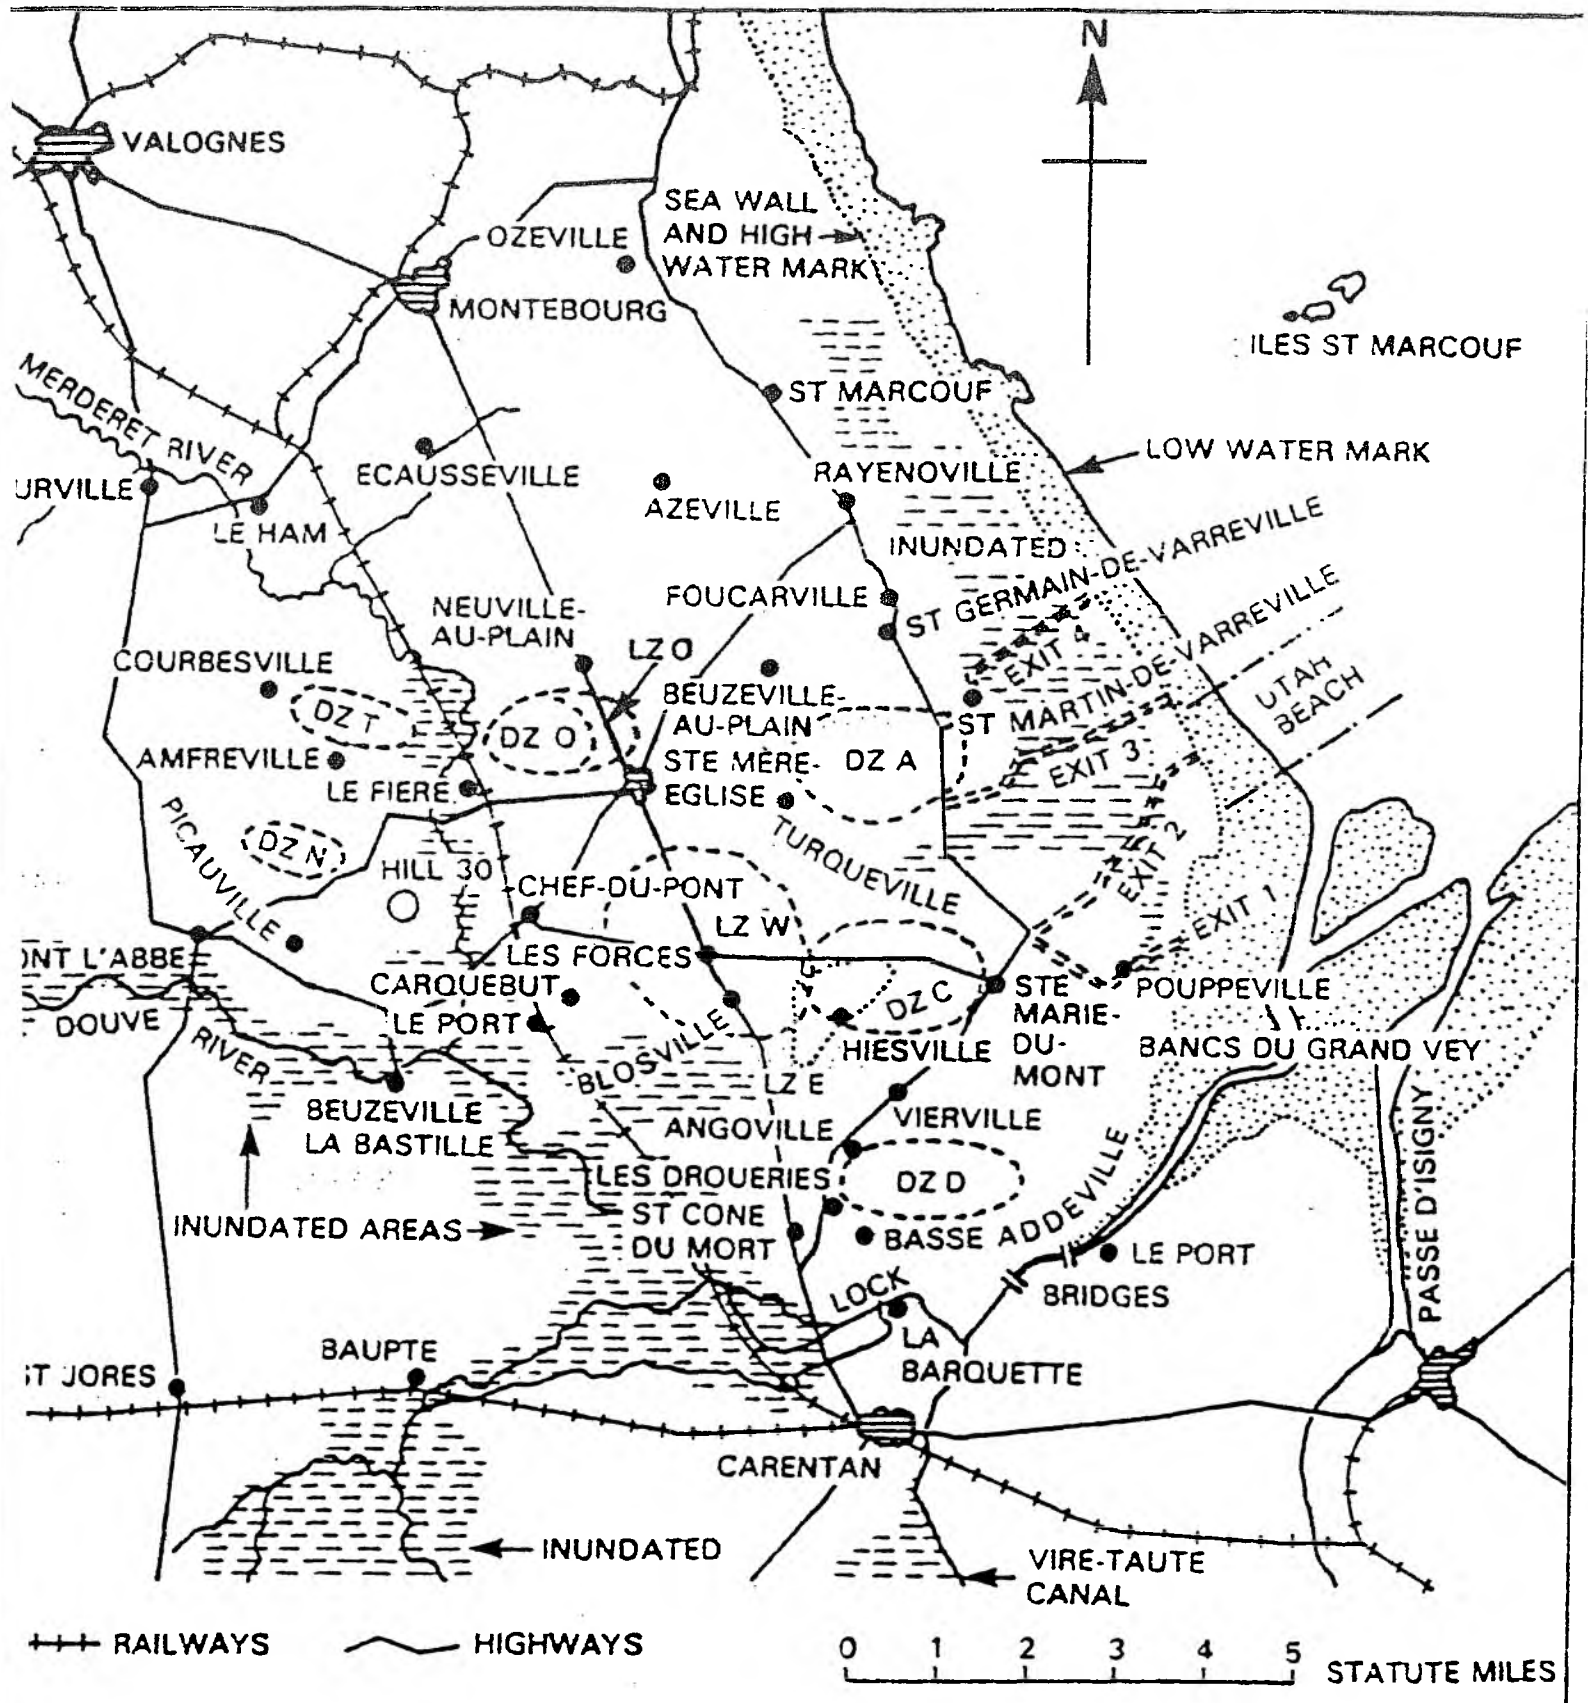 N
VALOGNES
SEA WALL
AND HIGH
WATER MARK
OZEVILLE
MONTEBOURG
ILES ST MARCOUF
MERDERET RIVER
ST MARCOUF
LOW WATER MARK
URVILLE
ECAUSSEVILLE
RAYENOVILLE
AZEVILLE
LE HAM
INUNDATED
ST GERMAIN-DE-VARREVILLE
FOUCARVILLE
NEUVILLE-
AU-PLAIN
LZ O
COURBESVILLE
EXIT 4
BEUZEVILLE-
AU-PLAIN
ST MARTIN-DE-VARREVILLE
UTAH
BEACH
DZ T
DZ O
DZ A
AMFREVILLE
STE MÈRE-
EGLISE
EXIT 3
LE FIERE
PICAUVILLE
DZ N
TURQUEVILLE
EXIT 2
HILL 30
CHEF-DU-PONT
LZ W
EXIT 1
ONT L'ABBE
LES FORCES
CARQUEBUT
DZ C
STE
MARIE-
DU-
MONT
POUPPEVILLE
DOUVE
RIVER
LE PORT
BLOSVILLE
HIESVILLE
BANCS DU GRAND VEY
LZ E
BEUZEVILLE
LA BASTILLE
VIERVILLE
ANGOVILLE
LES DROUERIES
DZ D
PASSE D'ISIGNY
INUNDATED AREAS
ST CONE
DU MORT
BASSE ADDEVILLE
LE PORT
BRIDGES
LOCK
LA
BARQUETTE
BAUPTE
ST JORES
CARENTAN
INUNDATED
VIRE-TAUTE
CANAL
RAILWAYS
HIGHWAYS
0 1 2 3 5
STATUTE MILES